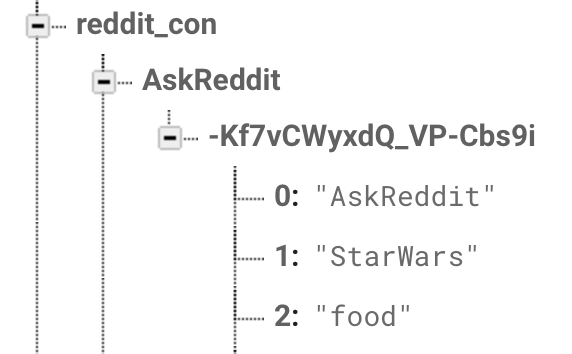 reddit_con
AskReddit
-Kf7vCWyxdQ_VP-Cbs9i
0: "AskReddit"
1: "StarWars"
2: "food"